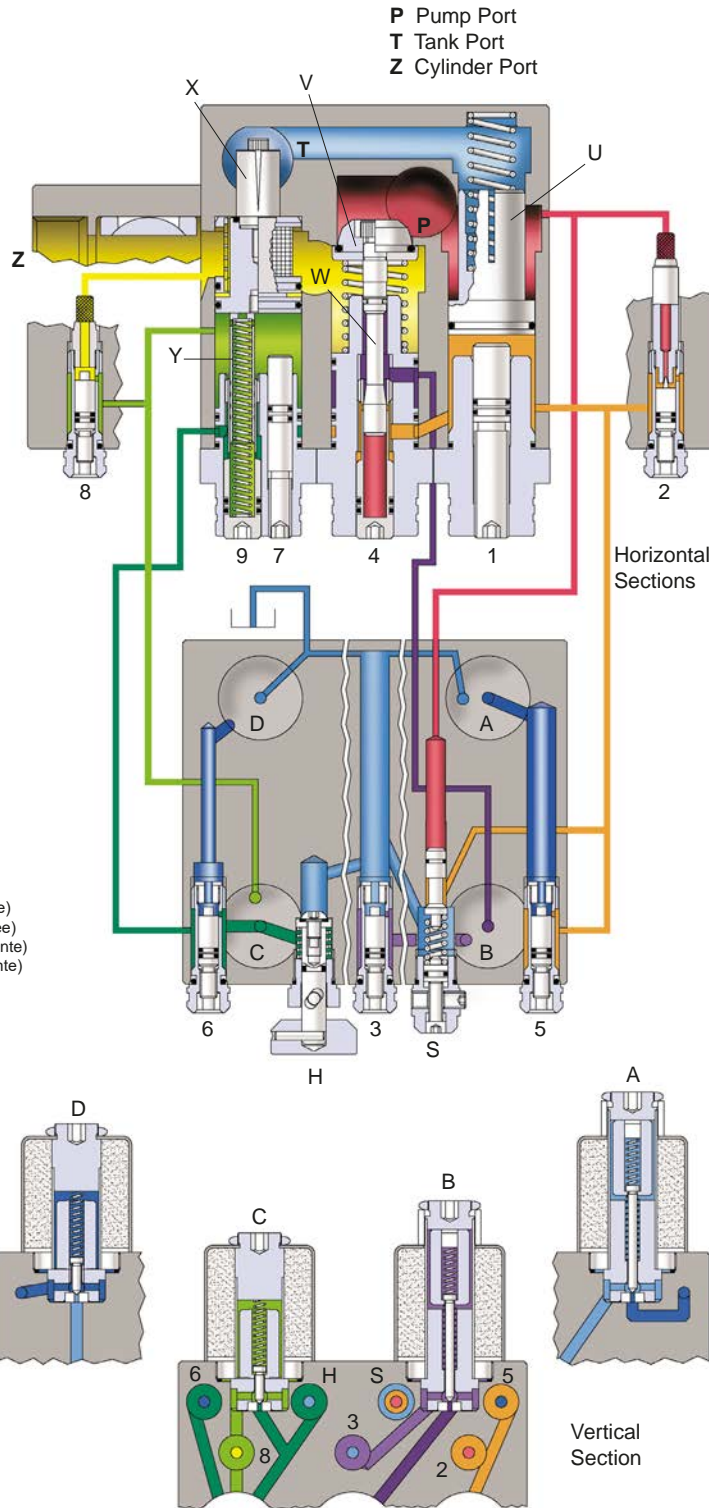 P Pump Port
T Tank Port
Z Cylinder Port
X
V
T
U
P
Z
W
Y
8
2
9
7
4
1
Horizontal
Sections
D
A
C
B
6
3
5
S
H
A
D
B
C
6
H
S
5
3
8
2
Vertical
Section